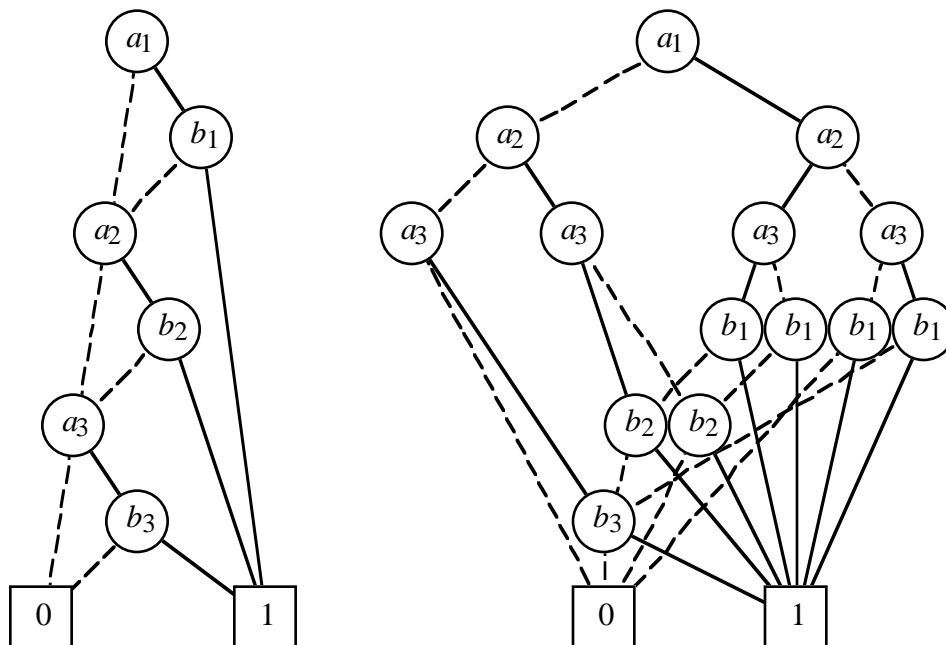 a1 a1
b1 a2 a2
a2 a3 a3 a3 a3
b2 b1 b1 b1 b1
a3 b2 b2
b3 b3
0 1 0 1